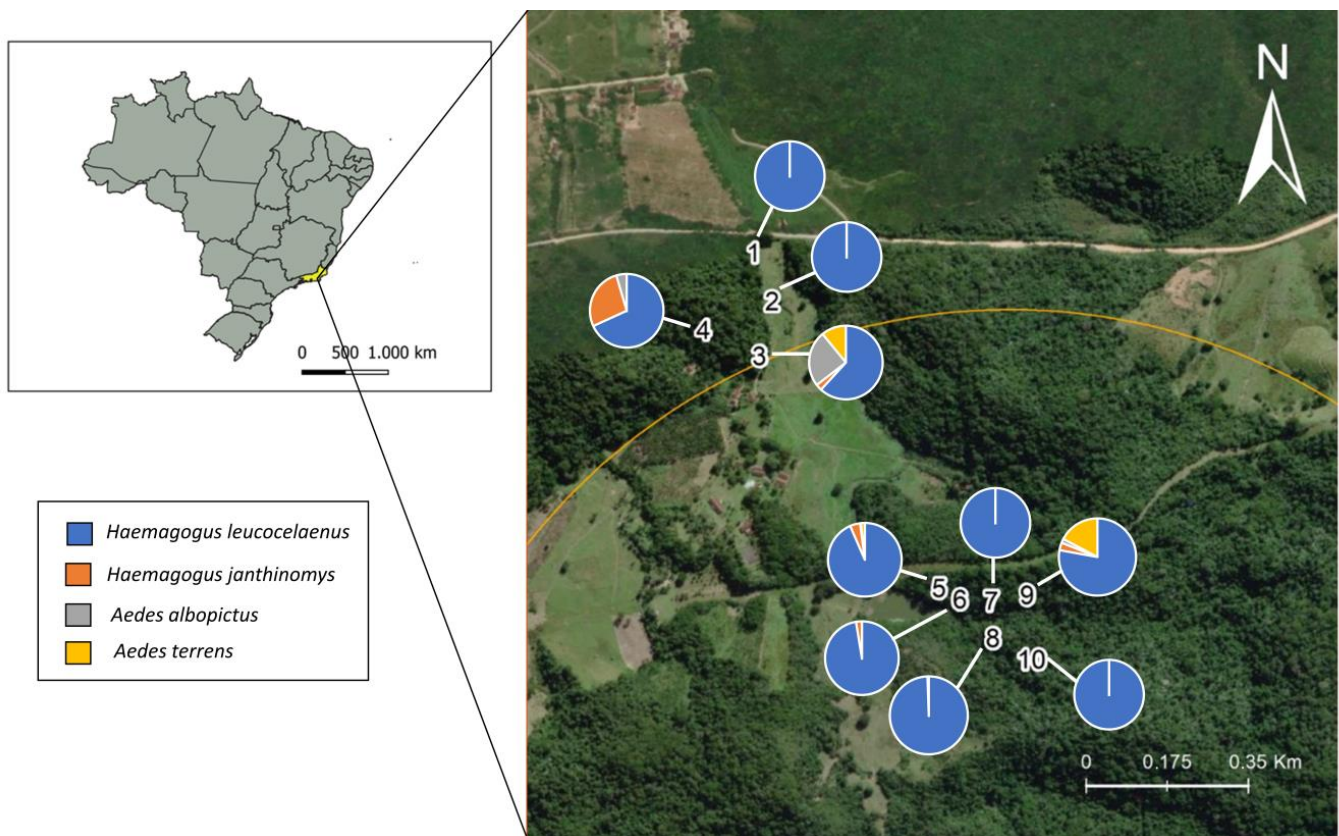 0 500 1.000 km
Haemagogus leucocelaenus
Haemagogus janthinomys
Aedes albopictus
Aedes terrens
N
1
2
4
3
5
6
7
9
8
10
0 0.175 0.35 Km